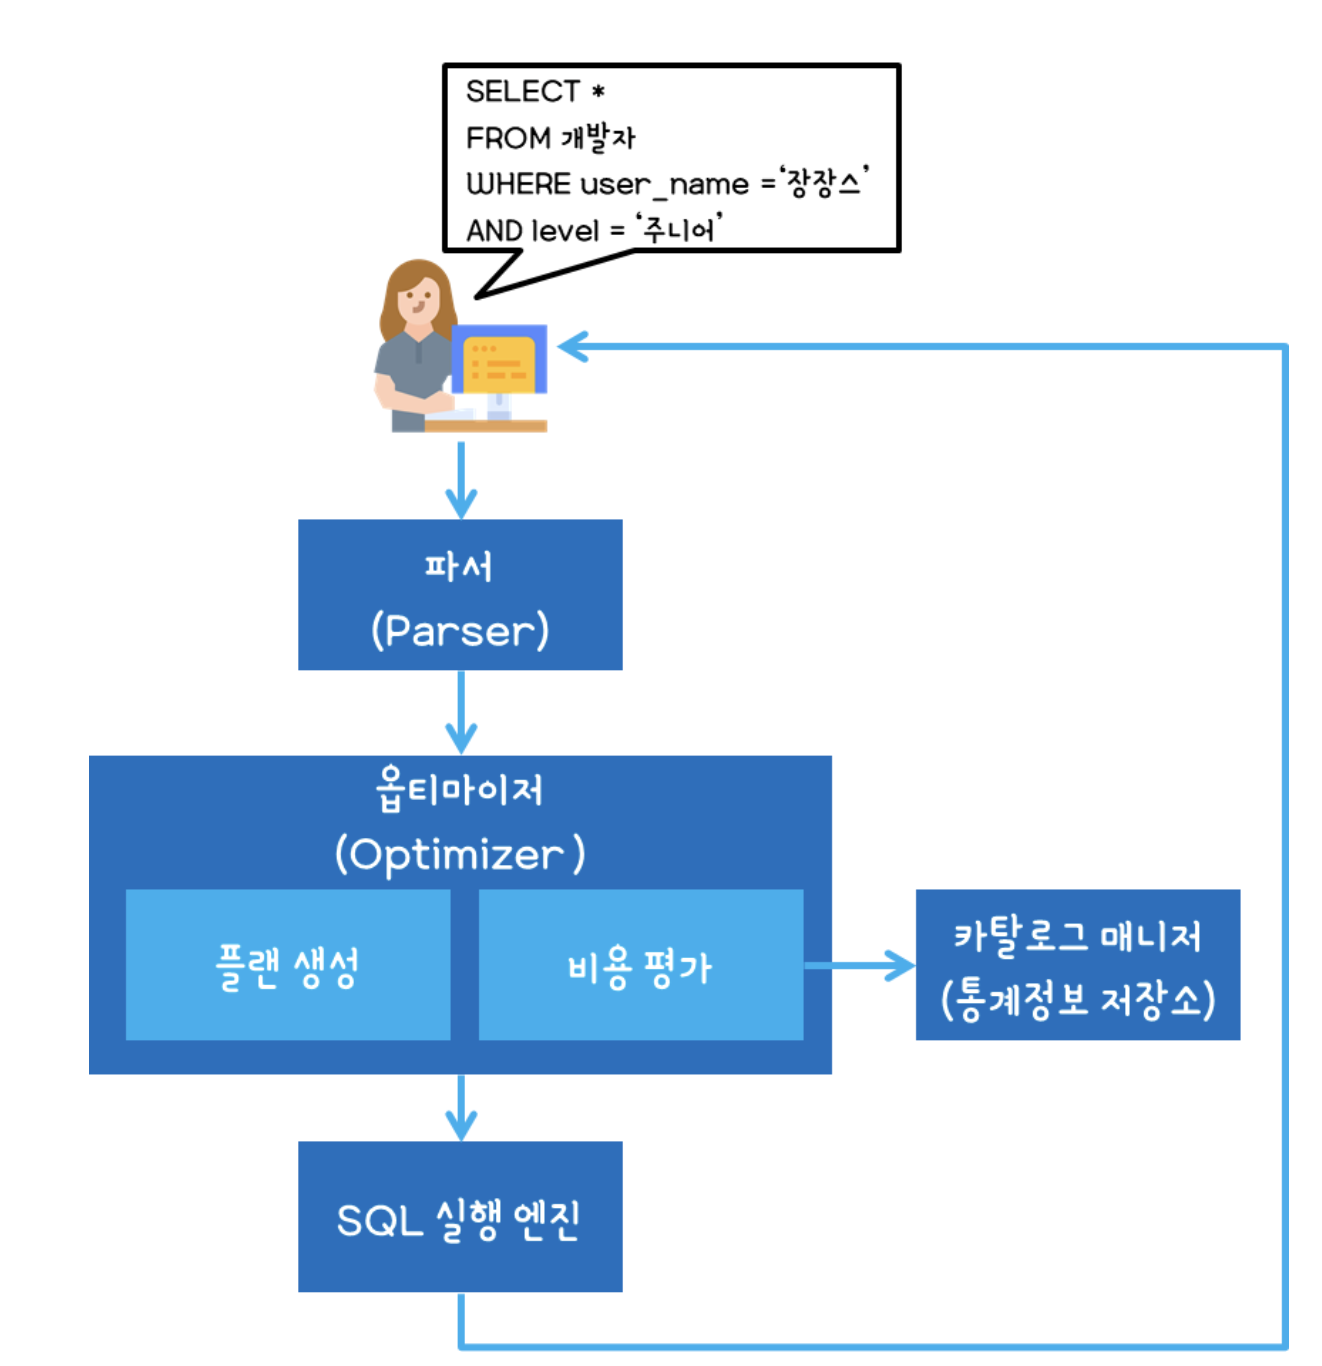 SELECT *
FROM 개발자
WHERE user_name =‘장장스’
AND level = ‘주니어’
파서
(Parser)
옵티마이저
(Optimizer )
플랜 생성
비용 평가
카탈로그 매니저
(통계정보 저장소)
SQL 실행 엔진